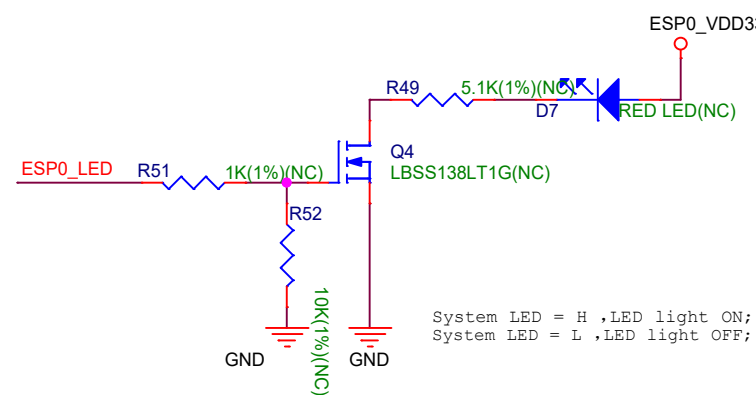 ESP0_VDD33
R49
5.1K(1%)(NC)
D7
RED LED(NC)
Q4
LBSS138LT1G(NC)
ESP0_LED
R51
1K(1%)(NC)
R52
10K(1%)(NC)
GND
GND
System LED = H ,LED light ON;
System LED = L ,LED light OFF;